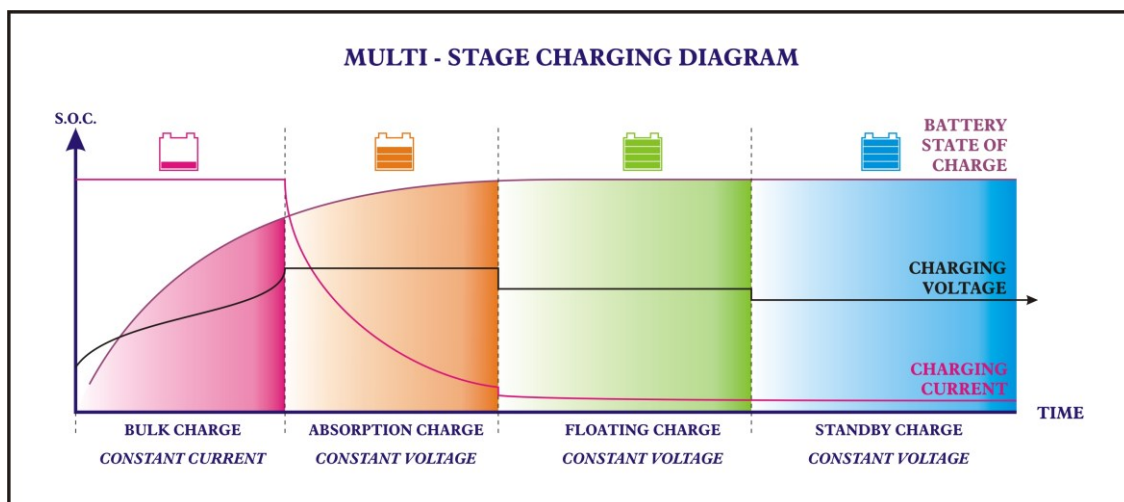 MULTI - STAGE CHARGING DIAGRAM
S.O.C.
BATTERY
STATE OF
CHARGE
CHARGING
VOLTAGE
CHARGING
CURRENT
TIME
BULK CHARGE
CONSTANT CURRENT
ABSORPTION CHARGE
CONSTANT VOLTAGE
FLOATING CHARGE
CONSTANT VOLTAGE
STANDBY CHARGE
CONSTANT VOLTAGE